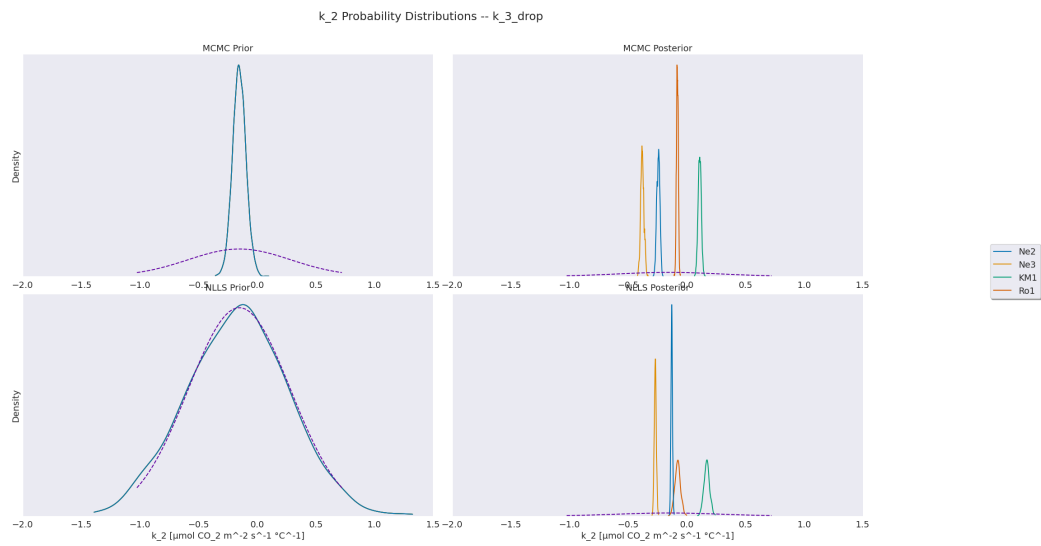 k_2 Probability Distributions -- k_3_drop
MCMC Prior
MCMC Posterior
Density
−2.0 −1.5 −1.0 −0.5 0.0 0.5 1.0 1.5
−2.0 −1.5 −1.0 −0.5 0.0 0.5 1.0 1.5
Ne2
Ne3
KM1
Ro1
NLLS Prior
NLLS Posterior
Density
−2.0 −1.5 −1.0 −0.5 0.0 0.5 1.0 1.5
−2.0 −1.5 −1.0 −0.5 0.0 0.5 1.0 1.5
k_2 [μmol CO_2 m^-2 s^-1 °C^-1]
k_2 [μmol CO_2 m^-2 s^-1 °C^-1]